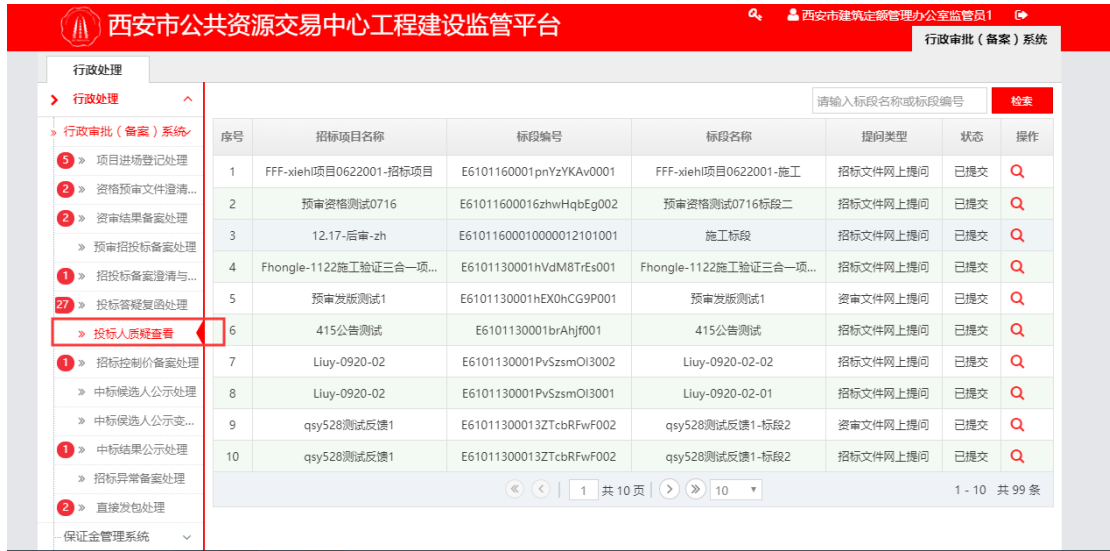 西安市公共资源交易中心工程建设监管平台
西安市建筑定额管理办公室监管员1
行政审批（备案）系统
行政处理
行政处理
请输入标段名称或标段编号 检索
» 行政审批（备案）系统
5 » 项目进场登记处理
2 » 资格预审文件澄清...
2 » 资审结果备案处理
» 预审招投标备案处理
1 » 招投标备案澄清与...
27 » 投标答疑复函处理
» 投标人质疑查看
1 » 招标控制价备案处理
» 中标候选人公示处理
» 中标候选人公示变...
1 » 中标结果公示处理
» 招标异常备案处理
2 » 直接发包处理
保证金管理系统
序号 招标项目名称 标段编号 标段名称 提问类型 状态 操作
1 FFF-xiehl项目0622001-招标项目 E6101160001pnYzYKAv0001 FFF-xiehl项目0622001-施工 招标文件网上提问 已提交
2 预审资格测试0716 E61011600016zhwHqbEg002 预审资格测试0716标段二 招标文件网上提问 已提交
3 12.17-后审-zh E61011600010000012101001 施工标段 招标文件网上提问 已提交
4 Fhongle-1122施工验证三合一项... E6101130001hVdM8TrEs001 Fhongle-1122施工验证三合一项... 招标文件网上提问 已提交
5 预审发版测试1 E6101130001hEX0hCG9P001 预审发版测试1 资审文件网上提问 已提交
6 415公告测试 E6101130001brAhJf001 415公告测试 招标文件网上提问 已提交
7 Liuy-0920-02 E6101130001PvSzsmOl3002 Liuy-0920-02-02 招标文件网上提问 已提交
8 Liuy-0920-02 E6101130001PvSzsmOl3001 Liuy-0920-02-01 招标文件网上提问 已提交
9 qsy528测试反馈1 E61011300013ZTcbRFwF002 qsy528测试反馈1-标段2 资审文件网上提问 已提交
10 qsy528测试反馈1 E61011300013ZTcbRFwF002 qsy528测试反馈1-标段2 招标文件网上提问 已提交
1 共10页 10 1 - 10 共99条